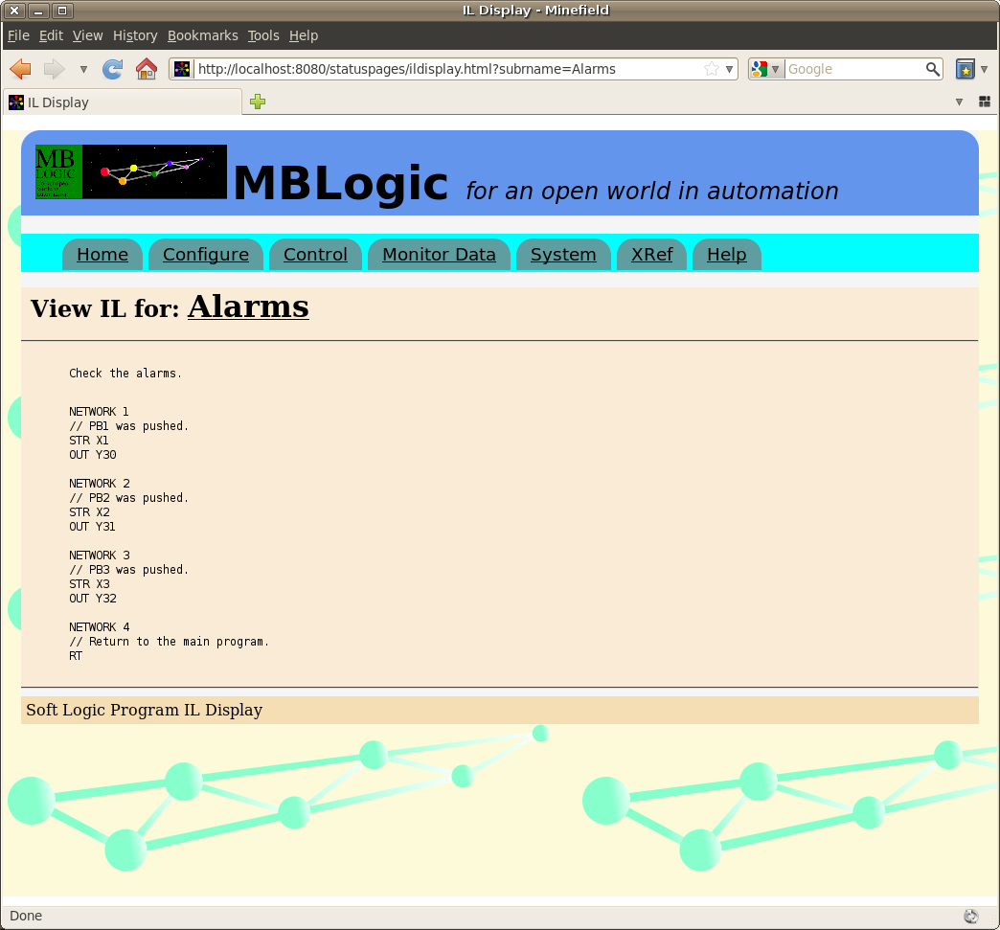 IL Display - Minefield
File Edit View History Bookmarks Tools Help
http://localhost:8080/statuspages/ildisplay.html?subrname=Alarms
Google
IL Display
MB
LOGIC
MBLogic for an open world in automation
Home Configure Control Monitor Data System XRef Help
View IL for: Alarms
Check the alarms.
NETWORK 1
// PB1 was pushed.
STR X1
OUT Y30
NETWORK 2
// PB2 was pushed.
STR X2
OUT Y31
NETWORK 3
// PB3 was pushed.
STR X3
OUT Y32
NETWORK 4
// Return to the main program.
RT
Soft Logic Program IL Display
Done